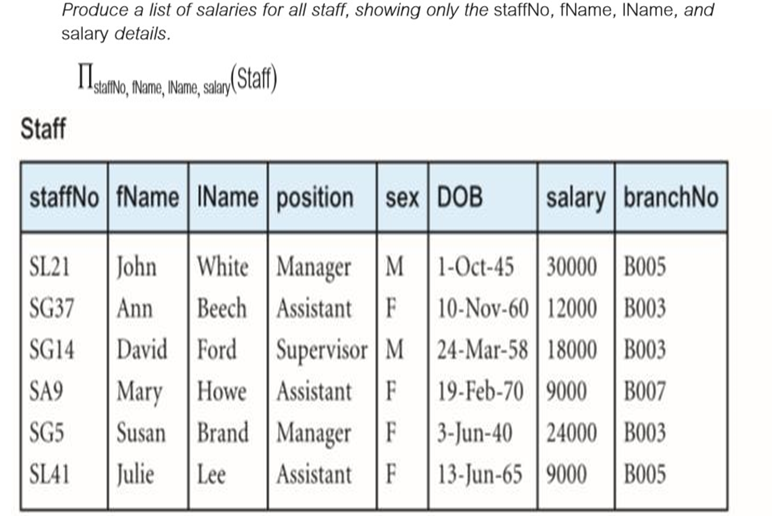 Produce a list of salaries for all staff, showing only the staffNo, fName, lName, and
salary details.
∏staffNo, fName, lName, salary(Staff)
Staff
staffNo fName lName position sex DOB salary branchNo
SL21 John White Manager M 1-Oct-45 30000 B005
SG37 Ann Beech Assistant F 10-Nov-60 12000 B003
SG14 David Ford Supervisor M 24-Mar-58 18000 B003
SA9 Mary Howe Assistant F 19-Feb-70 9000 B007
SG5 Susan Brand Manager F 3-Jun-40 24000 B003
SL41 Julie Lee Assistant F 13-Jun-65 9000 B005